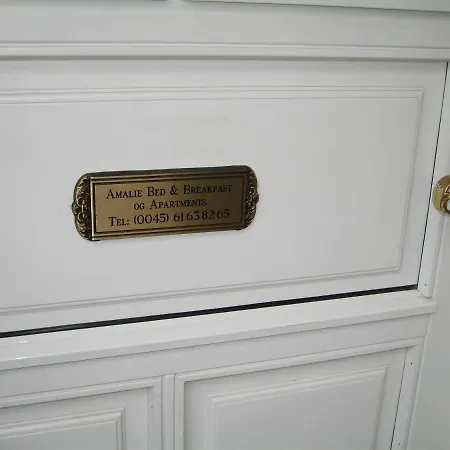 Amalie Bed & Breakfast
og Apartments
Tel: (0045) 61638265